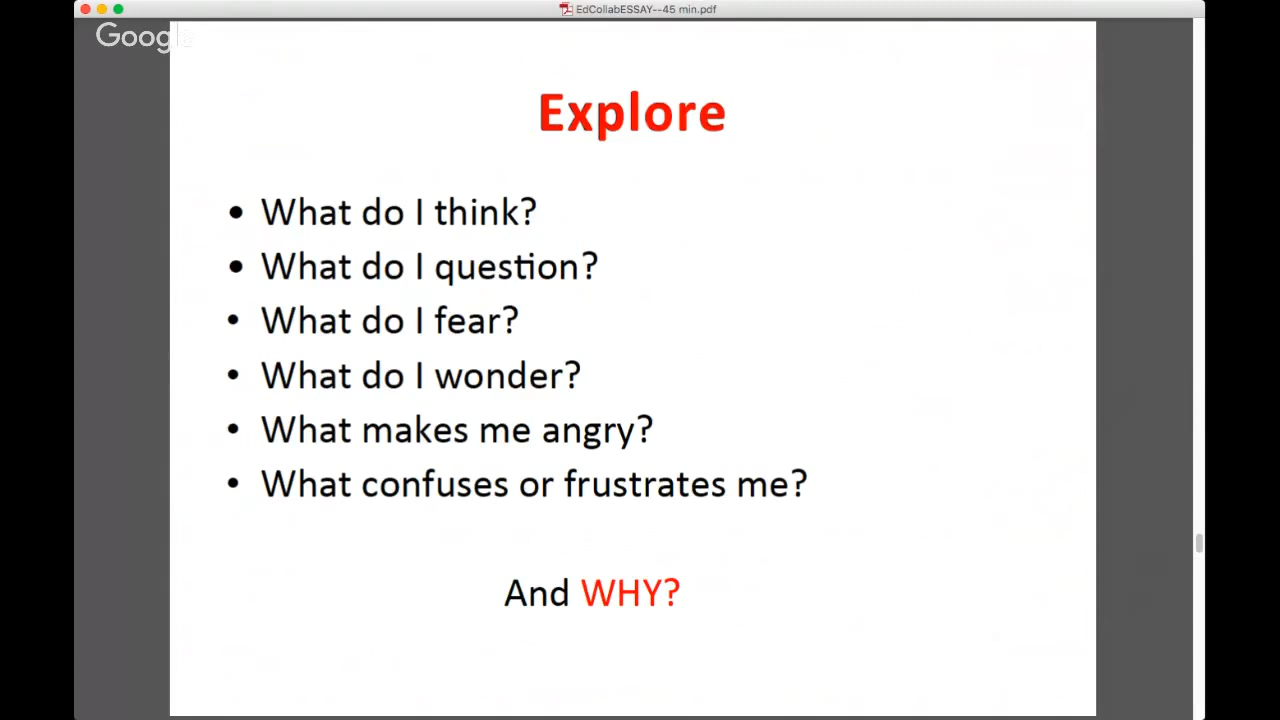 EdCollabESSAY--45 min.pdf
Google
Explore
• What do I think?
• What do I question?
• What do I fear?
• What do I wonder?
• What makes me angry?
• What confuses or frustrates me?
And WHY?